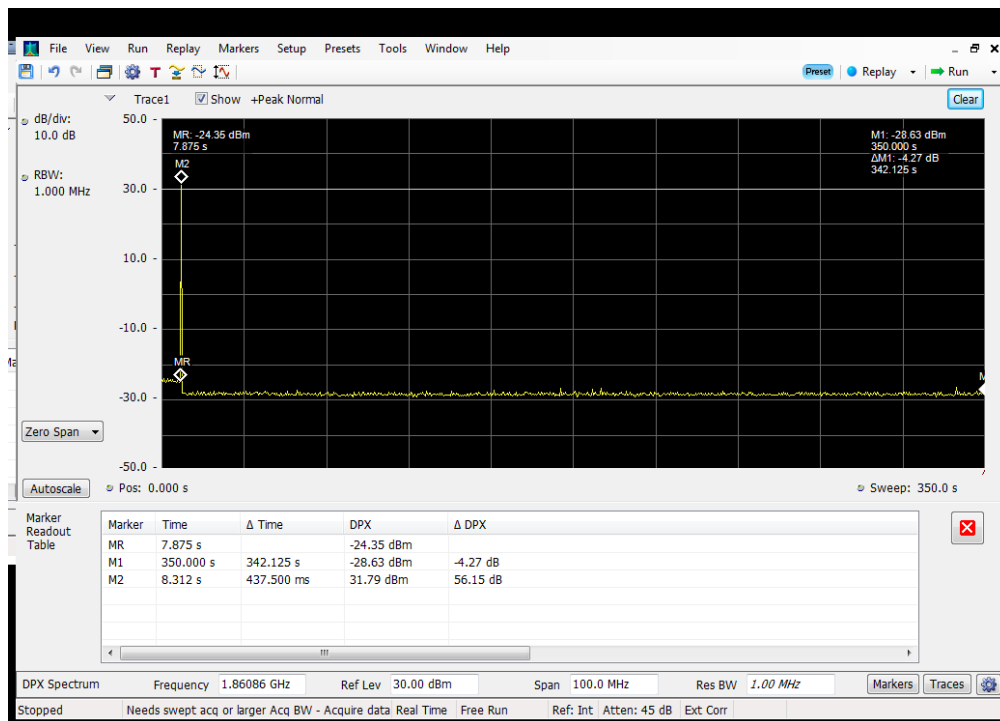 File View Run Replay Markers Setup Presets Tools Window Help
Preset Replay Run
Trace1 Show +Peak Normal Clear
dB/div:
10.0 dB
RBW:
1.000 MHz
50.0
30.0
10.0
-10.0
-30.0
-50.0
MR: -24.35 dBm
7.875 s
M2
M1: -28.63 dBm
350.000 s
ΔM1: -4.27 dB
342.125 s
MR
Zero Span
Autoscale Pos: 0.000 s Sweep: 350.0 s
Marker
Readout
Table
Marker Time Δ Time DPX Δ DPX
MR 7.875 s -24.35 dBm
M1 350.000 s 342.125 s -28.63 dBm -4.27 dB
M2 8.312 s 437.500 ms 31.79 dBm 56.15 dB
DPX Spectrum Frequency 1.86086 GHz Ref Lev 30.00 dBm Span 100.0 MHz Res BW 1.00 MHz Markers Traces
Stopped Needs swept acq or larger Acq BW - Acquire data Real Time Free Run Ref: Int Atten: 45 dB Ext Corr